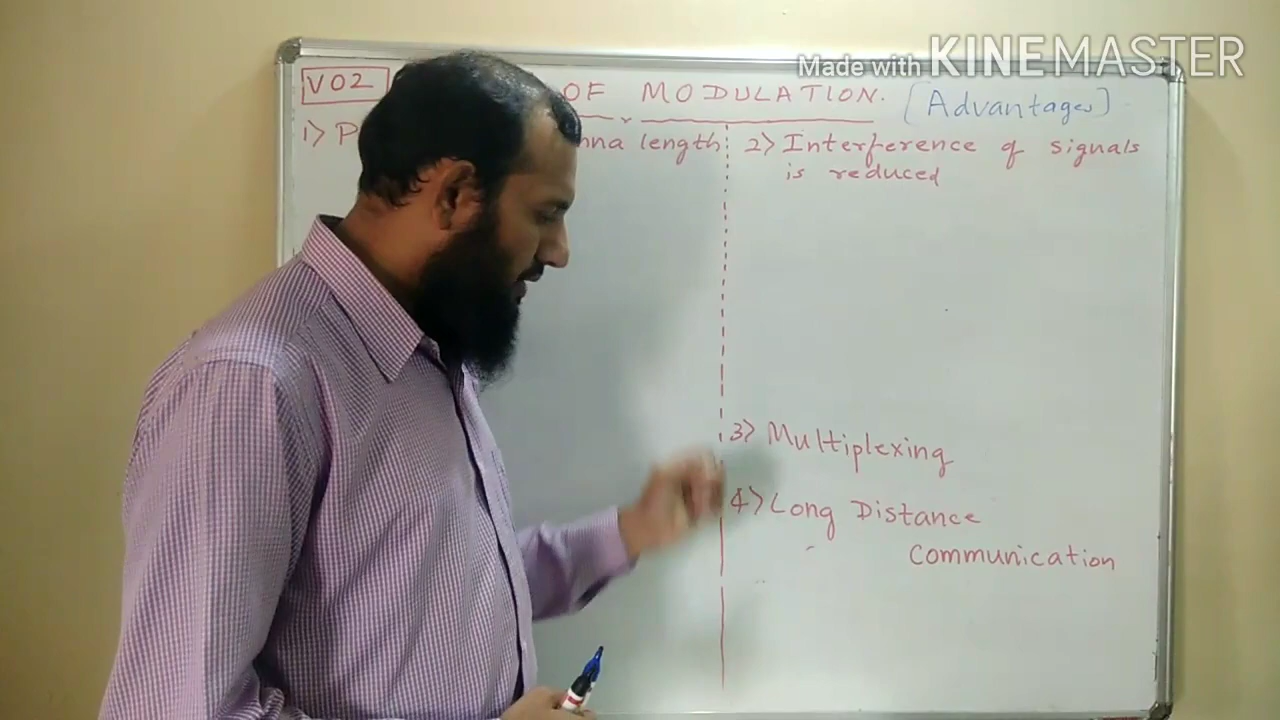 Made with KINEMASTER
V02 OF MODULATION. [Advantages]
1> P nna length
2> Interference of signals
is reduced
3> Multiplexing
4> Long Distance
communication